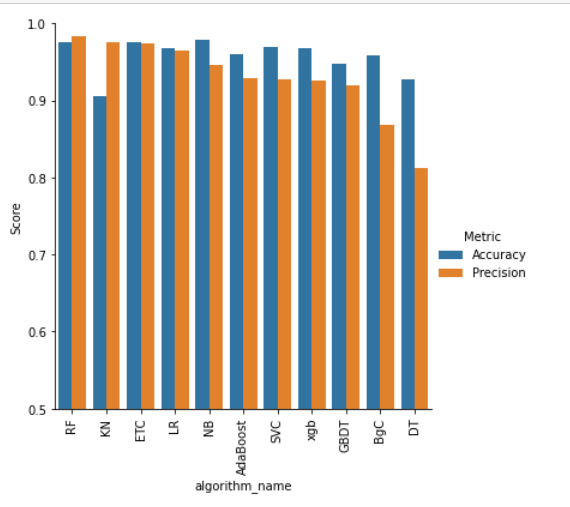 1.0
0.9
0.8
0.7
0.6
0.5
Score
RF
KN
ETC
LR
NB
AdaBoost
SVC
xgb
GBDT
BgC
DT
algorithm_name
Metric
Accuracy
Precision